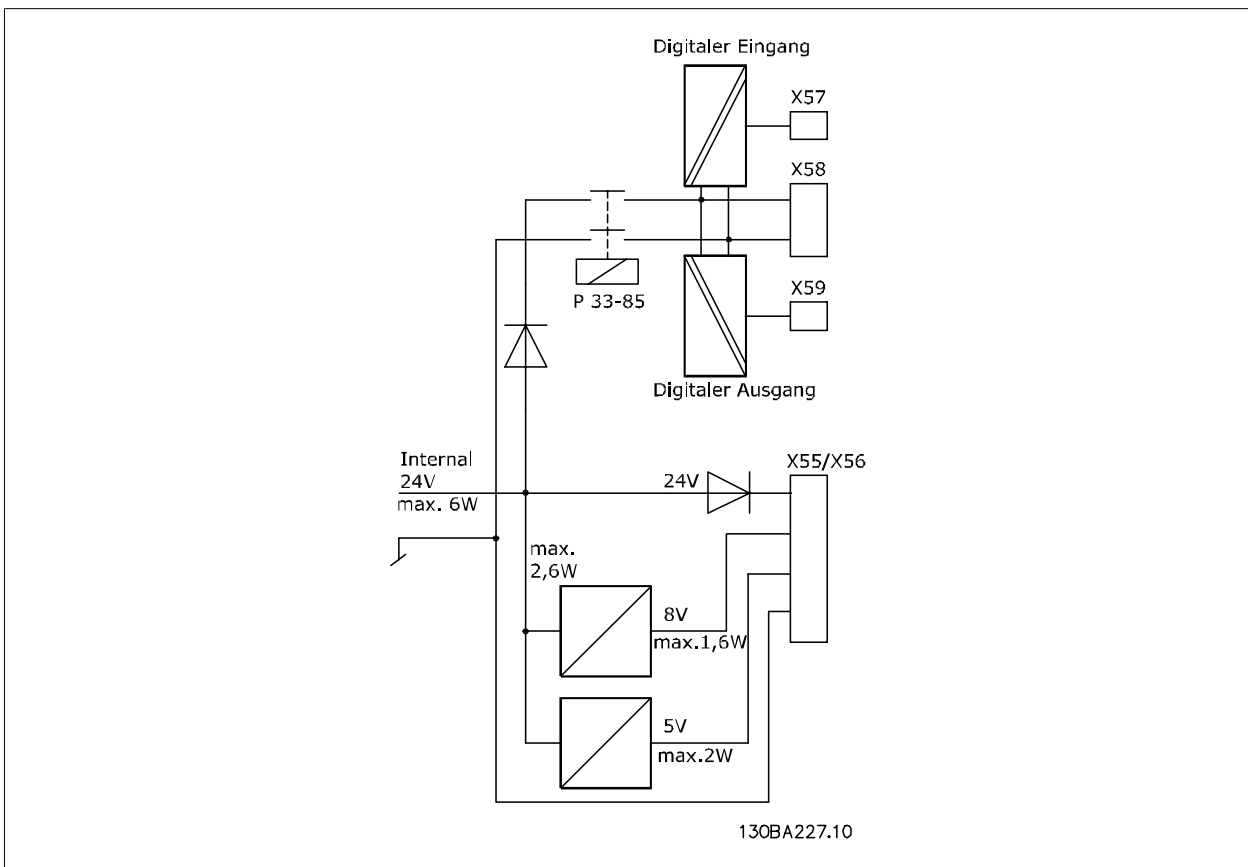 Digitaler Eingang
X57
X58
P 33-85
X59
Digitaler Ausgang
Internal
24V
max. 6W
24V
X55/X56
max.
2,6W
8V
max.1,6W
5V
max.2W
130BA227.10